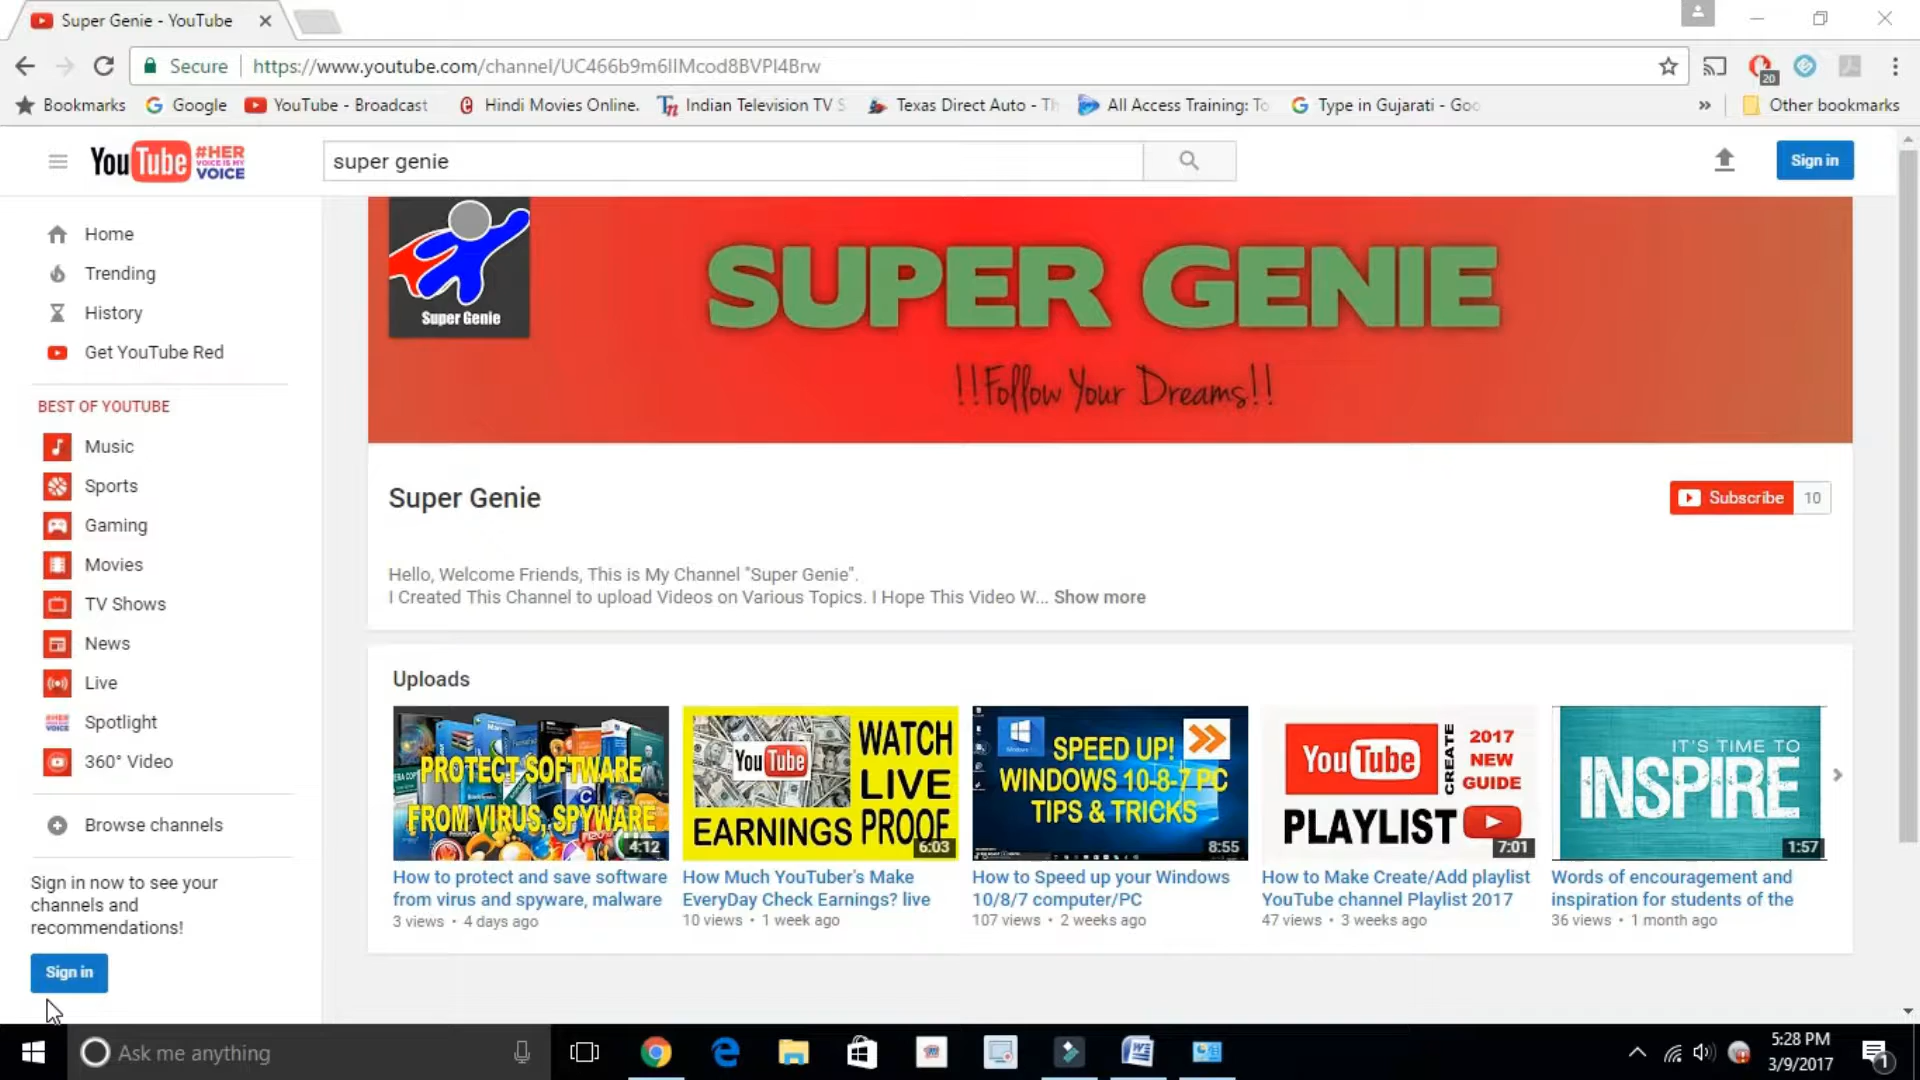 Super Genie - YouTube
20
Secure
https://www.youtube.com/channel/UC466b9m6IIMcod8BVPl4Brw
Bookmarks
Google
YouTube - Broadcast
Hindi Movies Online.
Indian Television TV S
Texas Direct Auto - Th
All Access Training: To
Type in Gujarati - Goo
»
Other bookmarks
YouTube #HER VOICE IS MY VOICE
super genie
Sign in
Home
Trending
History
Get YouTube Red
BEST OF YOUTUBE
Music
Sports
Gaming
Movies
TV Shows
News
Live
Spotlight
360° Video
Browse channels
Sign in now to see your
channels and
recommendations!
Sign in
Super Genie
SUPER GENIE
!!Follow Your Dreams!!
Super Genie
Subscribe 10
Hello, Welcome Friends, This is My Channel "Super Genie".
I Created This Channel to upload Videos on Various Topics. I Hope This Video W... Show more
Uploads
PROTECT SOFTWARE
FROM VIRUS, SPYWARE
4:12
How to protect and save software
from virus and spyware, malware
3 views • 4 days ago
YouTube
WATCH
LIVE
EARNINGS PROOF
6:03
How Much YouTuber's Make
EveryDay Check Earnings? live
10 views • 1 week ago
SPEED UP!
WINDOWS 10-8-7 PC
TIPS & TRICKS
8:55
How to Speed up your Windows
10/8/7 computer/PC
107 views • 2 weeks ago
YouTube
CREATE
2017
NEW
GUIDE
PLAYLIST
7:01
How to Make Create/Add playlist
YouTube channel Playlist 2017
47 views • 3 weeks ago
IT'S TIME TO
INSPIRE
1:57
Words of encouragement and
inspiration for students of the
36 views • 1 month ago
Ask me anything
5:28 PM
3/9/2017
1